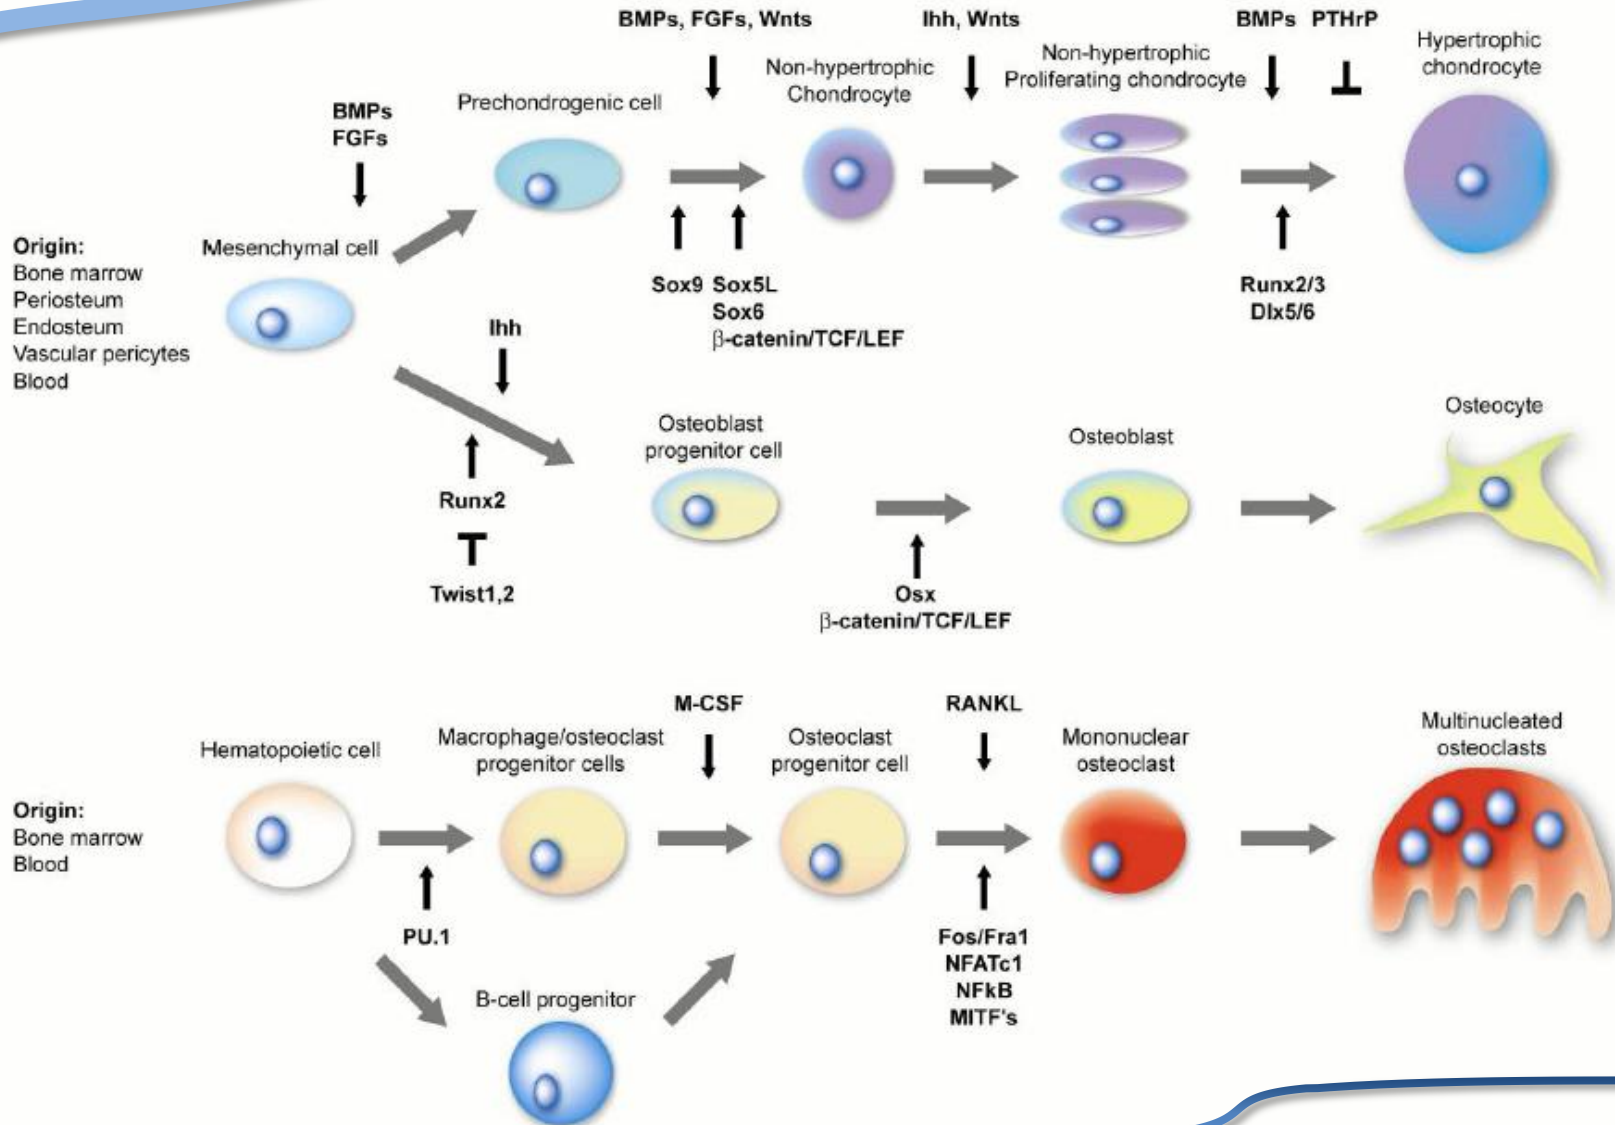 BMPs, FGFs, Wnts
Ihh, Wnts
BMPs PTHrP
Hypertrophic
chondrocyte
Non-hypertrophic
Proliferating chondrocyte
Non-hypertrophic
Chondrocyte
Prechondrogenic cell
BMPs
FGFs
Origin:
Bone marrow
Periosteum
Endosteum
Vascular pericytes
Blood
Mesenchymal cell
Sox9 Sox5L
Sox6
β-catenin/TCF/LEF
Runx2/3
Dlx5/6
Ihh
Runx2
Twist1,2
Osteoblast
progenitor cell
Osteoblast
Osteocyte
Osx
β-catenin/TCF/LEF
M-CSF
RANKL
Hematopoietic cell
Macrophage/osteoclast
progenitor cells
Osteoclast
progenitor cell
Mononuclear
osteoclast
Multinucleated
osteoclasts
Origin:
Bone marrow
Blood
PU.1
Fos/Fra1
NFATc1
NFkB
MITF's
B-cell progenitor